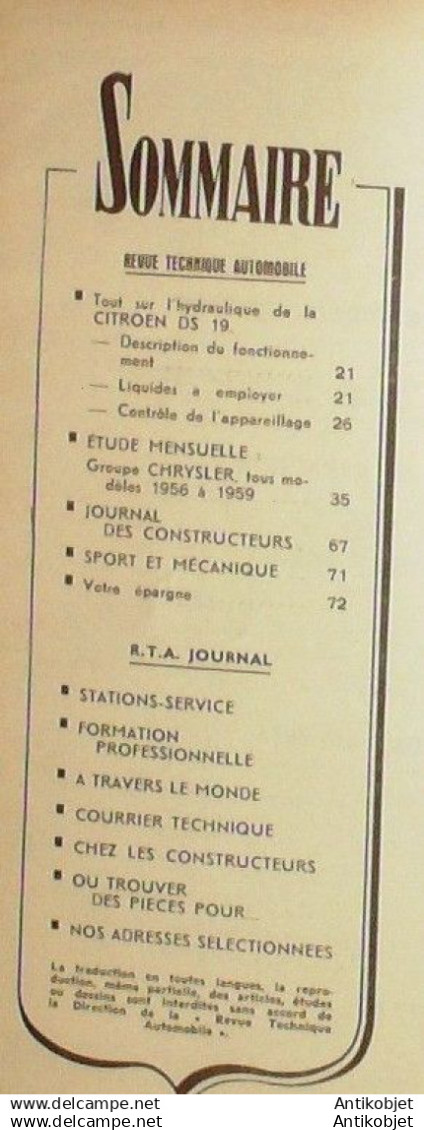 SOMMAIRE
REVUE TECHNIQUE AUTOMOBILE
■ Tout sur l'hydraulique de la
CITROEN DS 19.
— Description du fonctionne-
ment 21
— Liquides a employer 21
— Contrôle de l'appareillage 26
■ ÉTUDE MENSUELLE :
Groupe CHRYSLER, tous mo-
dèles 1956 à 1959 35
■ JOURNAL
DES CONSTRUCTEURS 67
■ SPORT ET MÉCANIQUE 71
■ Votre épargne 72
R.T.A. JOURNAL
■ STATIONS-SERVICE
■ FORMATION
PROFESSIONNELLE
■ A TRAVERS LE MONDE
■ COURRIER TECHNIQUE
■ CHEZ LES CONSTRUCTEURS
■ OU TROUVER
DES PIECES POUR...
■ NOS ADRESSES SELECTIONNEES
La traduction en toutes langues, la repro-
duction, même partielle, des articles, études
ou dessins sont interdites sans accord de
la Direction de la « Revue Technique
Automobile ».
www.delcampe.net Antikobjet
www.delcampe.net Antikobjet